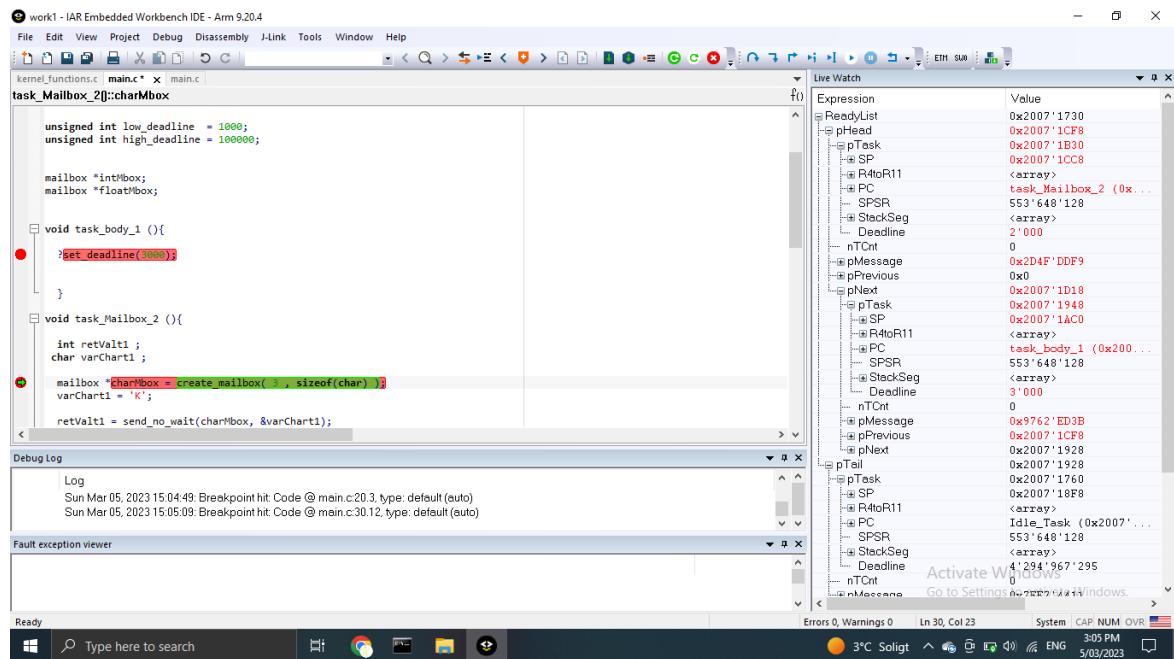 work1 - IAR Embedded Workbench IDE - Arm 9.20.4
File Edit View Project Debug Disassembly J-Link Tools Window Help
ETM SWO
kernel_functions.c main.c * x main.c
task_Mailbox_2()::charMbox
f()
unsigned int low_deadline = 1000;
unsigned int high_deadline = 100000;
mailbox *intMbox;
mailbox *floatMbox;
void task_body_1 (){
?set_deadline(3000);
}
void task_Mailbox_2 (){
int retValt1 ;
char varChart1 ;
mailbox *charMbox = create_mailbox( 3 , sizeof(char) );
varChart1 = 'K';
retValt1 = send_no_wait(charMbox, &varChart1);
Debug Log
Log
Sun Mar 05, 2023 15:04:49: Breakpoint hit: Code @ main.c:20.3, type: default (auto)
Sun Mar 05, 2023 15:05:09: Breakpoint hit: Code @ main.c:30.12, type: default (auto)
Fault exception viewer
Live Watch
Expression Value
ReadyList 0x2007'1730
pHead 0x2007'1CF8
pTask 0x2007'1B30
SP 0x2007'1CC8
R4toR11 <array>
PC task_Mailbox_2 (0x...
SPSR 553'648'128
StackSeg <array>
Deadline 2'000
nTCnt 0
pMessage 0x2D4F'DDF9
pPrevious 0x0
pNext 0x2007'1D18
pTask 0x2007'1948
SP 0x2007'1AC0
R4toR11 <array>
PC task_body_1 (0x200...
SPSR 553'648'128
StackSeg <array>
Deadline 3'000
nTCnt 0
pMessage 0x9762'ED3B
pPrevious 0x2007'1CF8
pNext 0x2007'1928
pTail 0x2007'1928
pTask 0x2007'1760
SP 0x2007'18F8
R4toR11 <array>
PC Idle_Task (0x2007'...
SPSR 553'648'128
StackSeg <array>
Deadline 4'294'967'295
nTCnt 0
pMessage
Activate Windows
Go to Settings to activate Windows.
Ready
Errors 0, Warnings 0 Ln 30, Col 23 System CAP NUM OVR
Type here to search
3°C Soligt
ENG
3:05 PM
5/03/2023